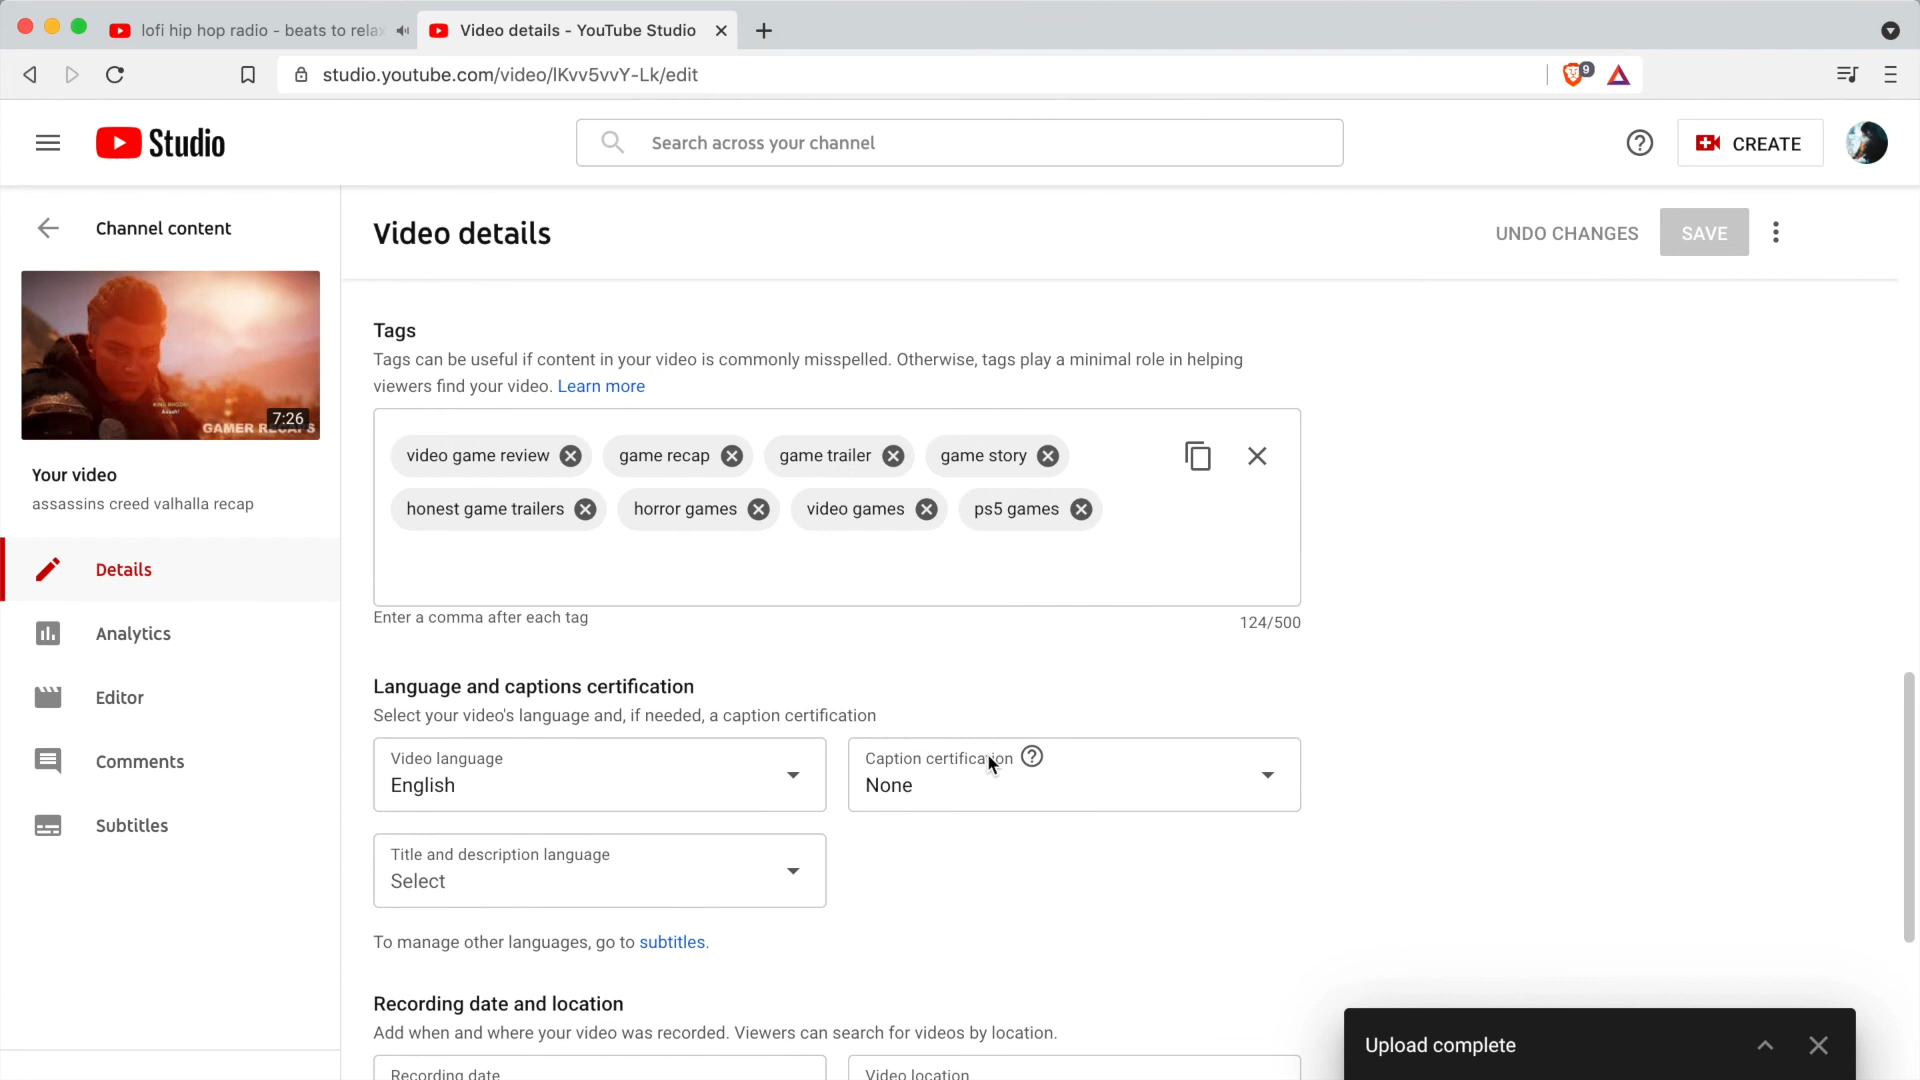 lofi hip hop radio - beats to relax
Video details - YouTube Studio
studio.youtube.com/video/lKvv5vvY-Lk/edit
9
Studio
Search across your channel
CREATE
Channel content
Video details
UNDO CHANGES
SAVE
7:26
GAMER RECAPS
Your video
assassins creed valhalla recap
Details
Analytics
Editor
Comments
Subtitles
Tags
Tags can be useful if content in your video is commonly misspelled. Otherwise, tags play a minimal role in helping
viewers find your video. Learn more
video game review
game recap
game trailer
game story
honest game trailers
horror games
video games
ps5 games
Enter a comma after each tag
124/500
Language and captions certification
Select your video's language and, if needed, a caption certification
Video language
English
Caption certification
None
Title and description language
Select
To manage other languages, go to subtitles.
Recording date and location
Add when and where your video was recorded. Viewers can search for videos by location.
Recording date
Video location
Upload complete